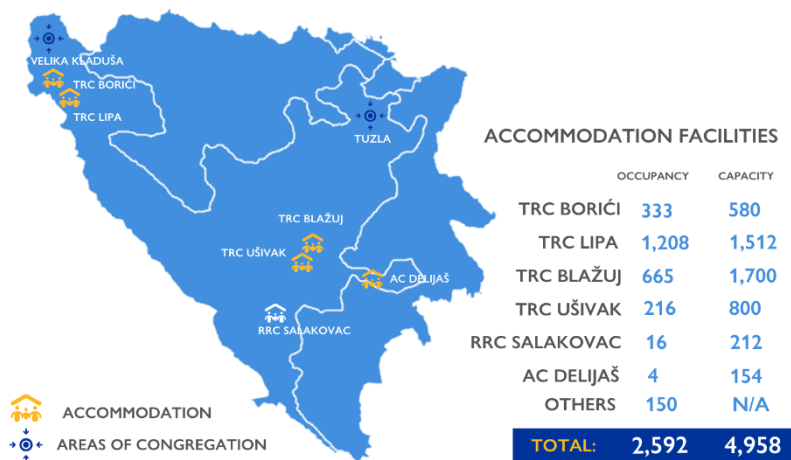 VELIKA KLADUŠA
TRC BORIĆI
TRC LIPA
TUZLA
TRC BLAŽUJ
TRC UŠIVAK
AC DELIJAŠ
RRC SALAKOVAC
ACCOMMODATION
AREAS OF CONGREGATION
ACCOMMODATION FACILITIES
OCCUPANCY CAPACITY
TRC BORIĆI 333 580
TRC LIPA 1,208 1,512
TRC BLAŽUJ 665 1,700
TRC UŠIVAK 216 800
RRC SALAKOVAC 16 212
AC DELIJAŠ 4 154
OTHERS 150 N/A
TOTAL: 2,592 4,958